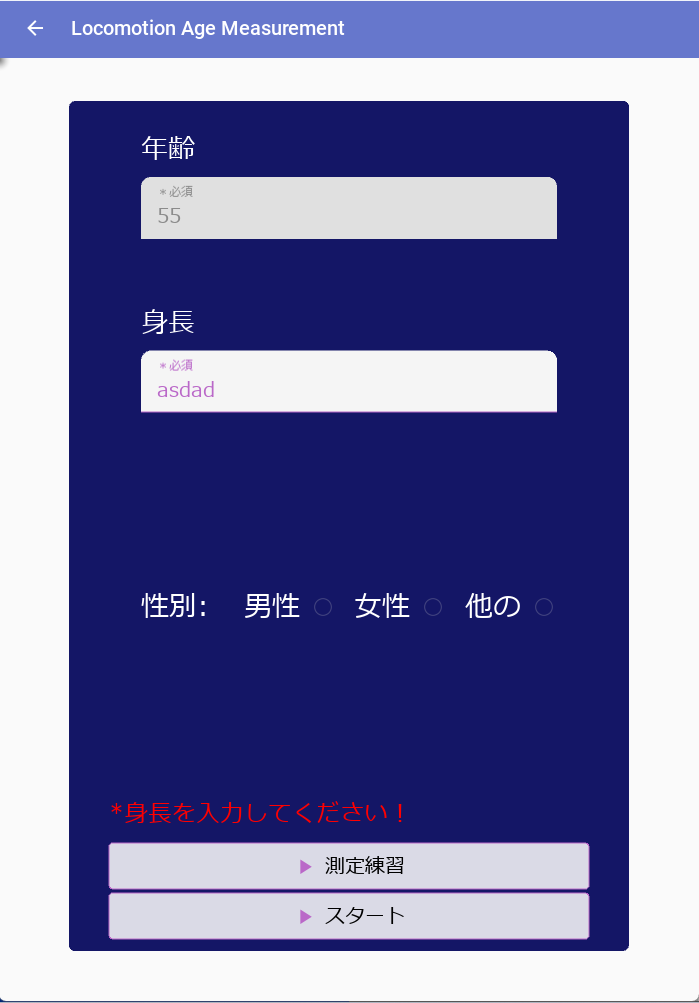 Locomotion Age Measurement
年齢
*必須
55
身長
*必須
asdad
性別: 男性 女性 他の
*身長を入力してください！
測定練習
スタート